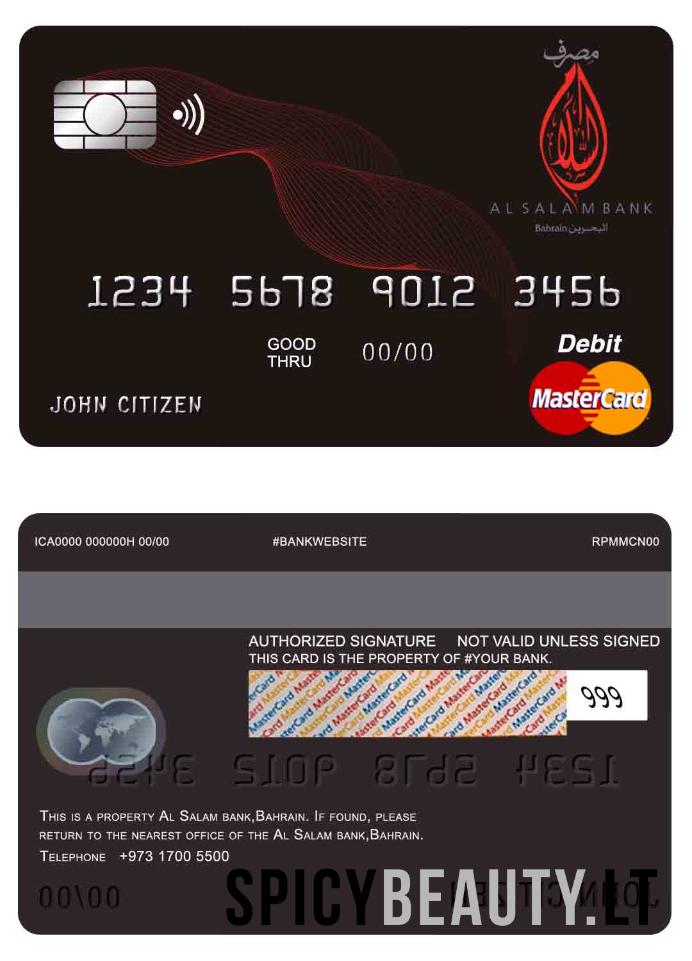 مصرف
السلام
AL SALAM BANK
Bahrain البحرين
1234 5678 9012 3456
GOOD THRU 00/00
Debit
JOHN CITIZEN
MasterCard
ICA0000 000000H 00/00 #BANKWEBSITE RPMMCN00
AUTHORIZED SIGNATURE NOT VALID UNLESS SIGNED
THIS CARD IS THE PROPERTY OF #YOUR BANK.
MasterCard MasterCard MasterCard
999
1234 5678 9012 3456
THIS IS A PROPERTY AL SALAM BANK,BAHRAIN. IF FOUND, PLEASE
RETURN TO THE NEAREST OFFICE OF THE AL SALAM BANK,BAHRAIN.
TELEPHONE +973 1700 5500
00/00 JOHN CITIZEN
SPICYBEAUTY.LT